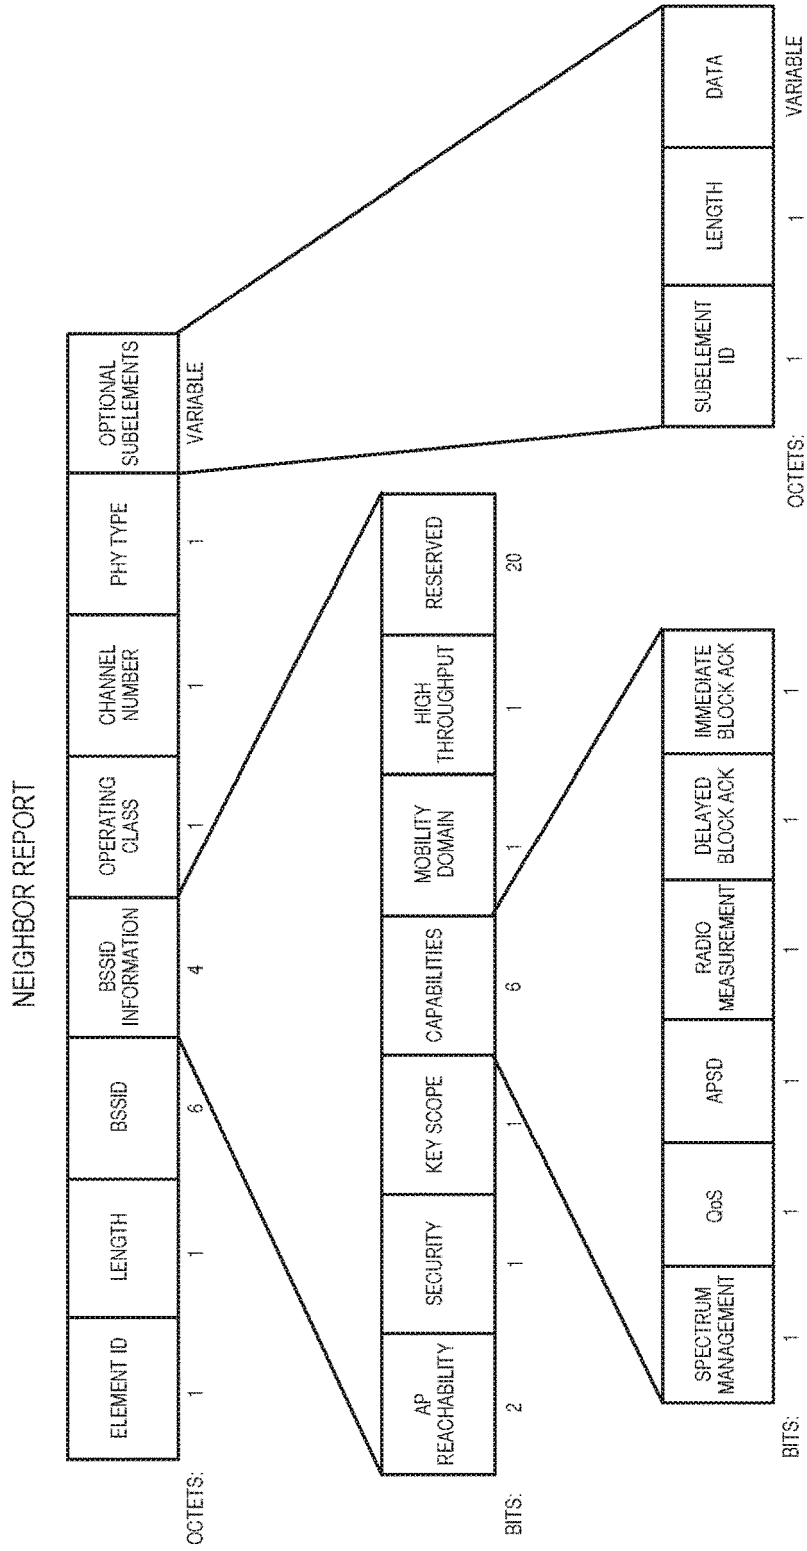 NEIGHBOR REPORT
ELEMENT ID
LENGTH
BSSID
BSSID
INFORMATION
OPERATING
CLASS
CHANNEL
NUMBER
PHY TYPE
OPTIONAL
SUBELEMENTS
OCTETS:
1
1
6
4
1
1
1
VARIABLE
AP
REACHABILITY
SECURITY
KEY SCOPE
CAPABILITIES
MOBILITY
DOMAIN
HIGH
THROUGHPUT
RESERVED
BITS:
2
1
1
6
1
1
20
SPECTRUM
MANAGEMENT
QoS
APSD
RADIO
MEASUREMENT
DELAYED
BLOCK ACK
IMMEDIATE
BLOCK ACK
BITS:
1
1
1
1
1
1
SUBELEMENT
ID
LENGTH
DATA
OCTETS:
1
1
VARIABLE